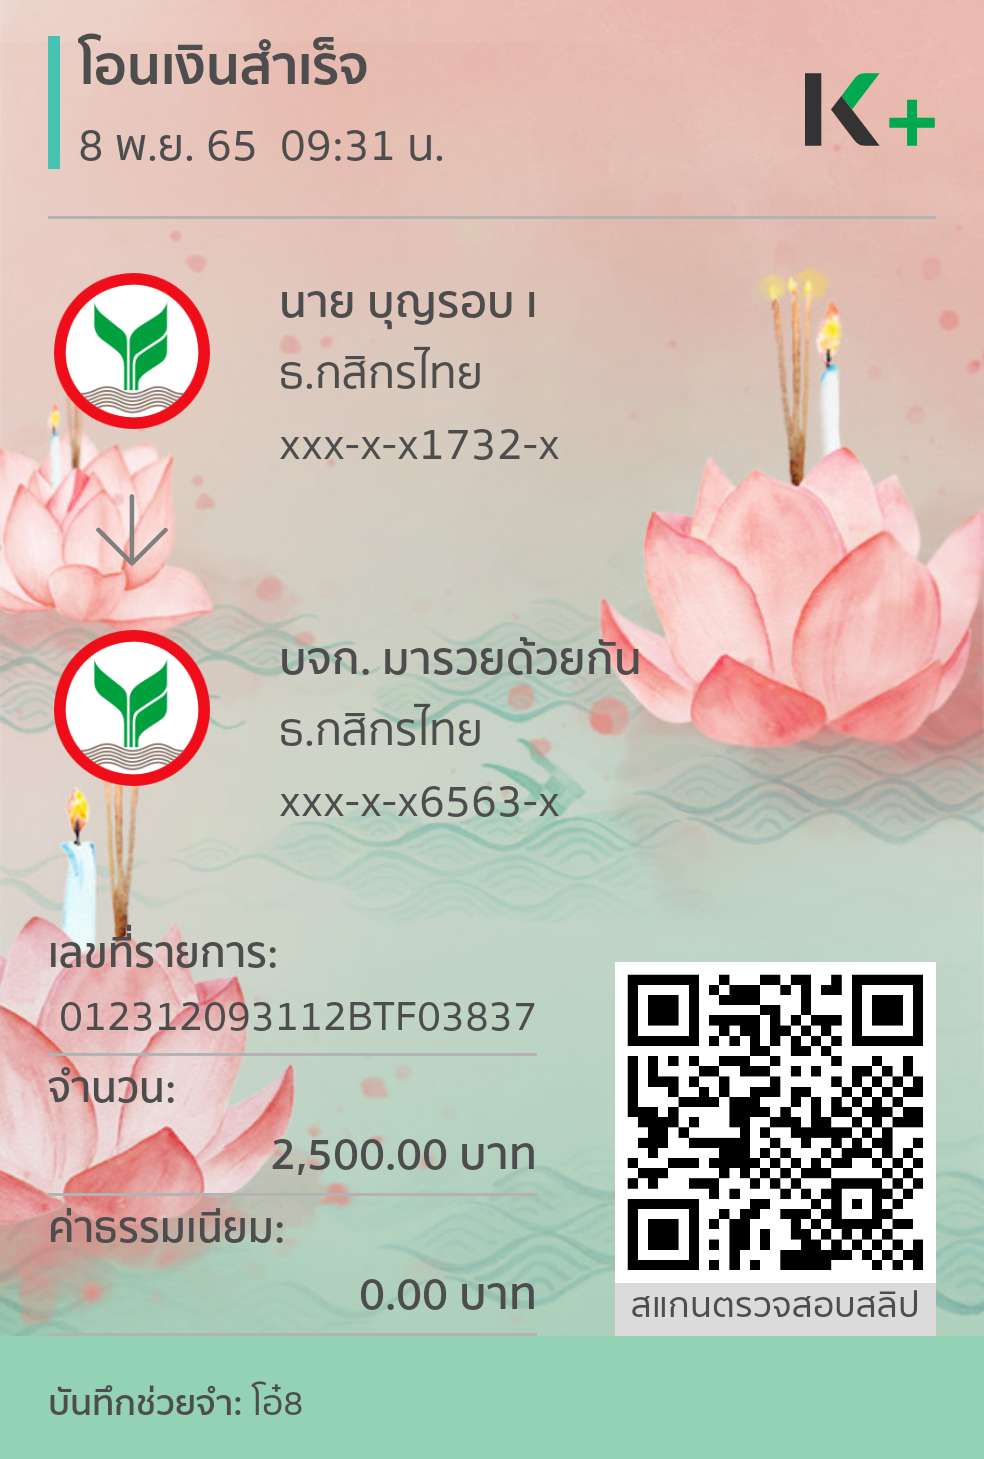 โอนเงินสำเร็จ
8 พ.ย. 65 09:31 น.
K+
นาย บุญรอบ เ
ธ.กสิกรไทย
xxx-x-x1732-x
บจก. มารวยด้วยกัน
ธ.กสิกรไทย
xxx-x-x6563-x
เลขที่รายการ:
012312093112BTF03837
จำนวน:
2,500.00 บาท
ค่าธรรมเนียม:
0.00 บาท
สแกนตรวจสอบสลิป
บันทึกช่วยจำ: โอ๋8